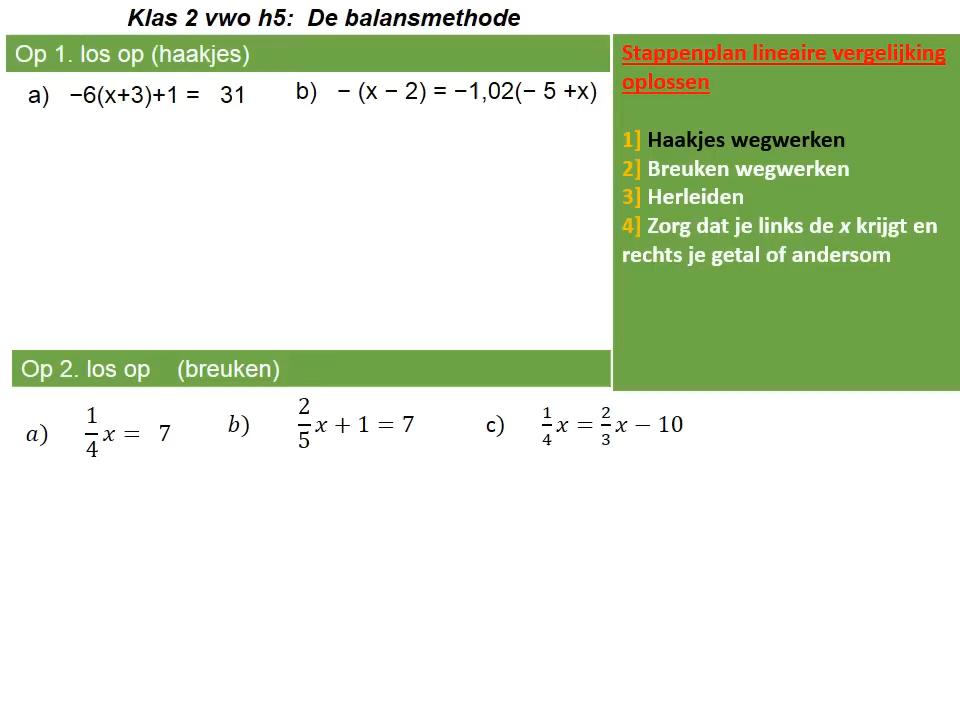 Klas 2 vwo h5: De balansmethode
Op 1. los op (haakjes)
a) −6(x+3)+1 = 31
b) − (x − 2) = −1,02(− 5 +x)
Stappenplan lineaire vergelijking
oplossen
1] Haakjes wegwerken
2] Breuken wegwerken
3] Herleiden
4] Zorg dat je links de x krijgt en
rechts je getal of andersom
Op 2. los op (breuken)
a) 1/4 x = 7
b) 2/5 x + 1 = 7
c) 1/4 x = 2/3 x − 10